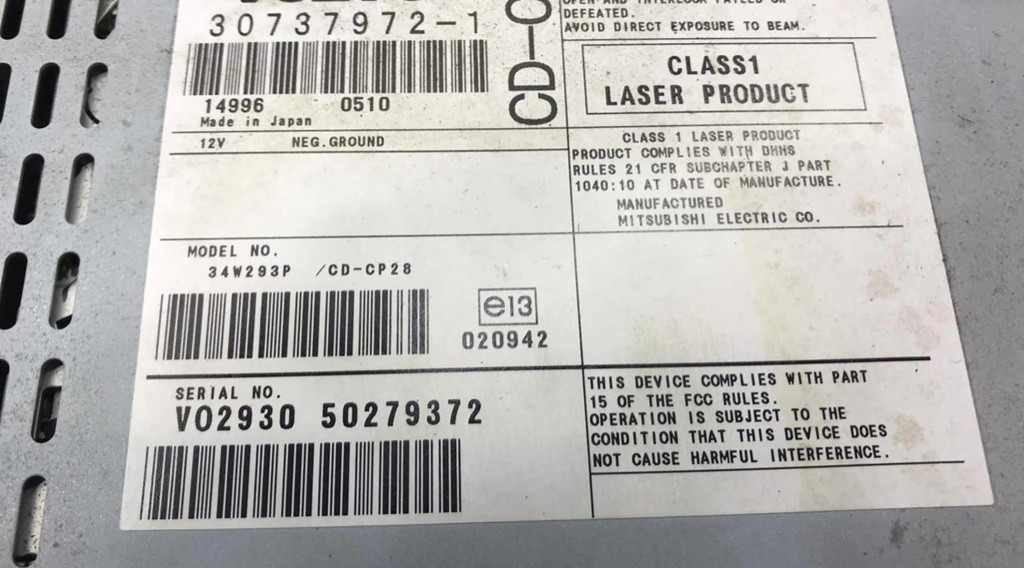 30737972-1
14996 0510
Made in Japan
12V NEG.GROUND
MODEL NO.
34W293P /CD-CP28
e13
020942
SERIAL NO.
VO2930 50279372
CD-
DEFEATED.
AVOID DIRECT EXPOSURE TO BEAM.
CLASS1
LASER PRODUCT
CLASS 1 LASER PRODUCT
PRODUCT COMPLIES WITH DHHS
RULES 21 CFR SUBCHAPTER J PART
1040:10 AT DATE OF MANUFACTURE.
MANUFACTURED
MITSUBISHI ELECTRIC CO.
THIS DEVICE COMPLIES WITH PART
15 OF THE FCC RULES.
OPERATION IS SUBJECT TO THE
CONDITION THAT THIS DEVICE DOES
NOT CAUSE HARMFUL INTERFERENCE.